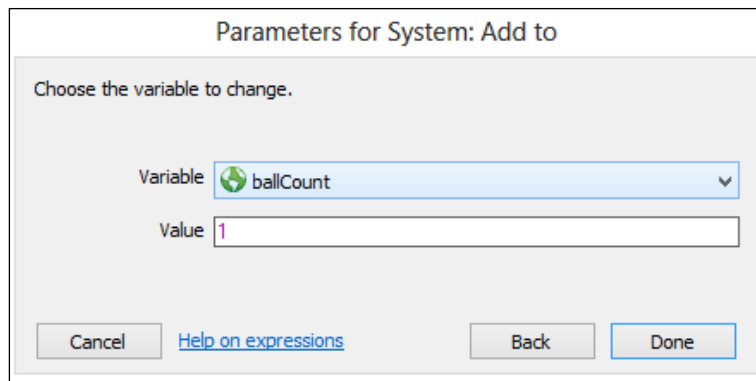 Parameters for System: Add to
Choose the variable to change.
Variable ballCount
Value 1
Cancel Help on expressions Back Done